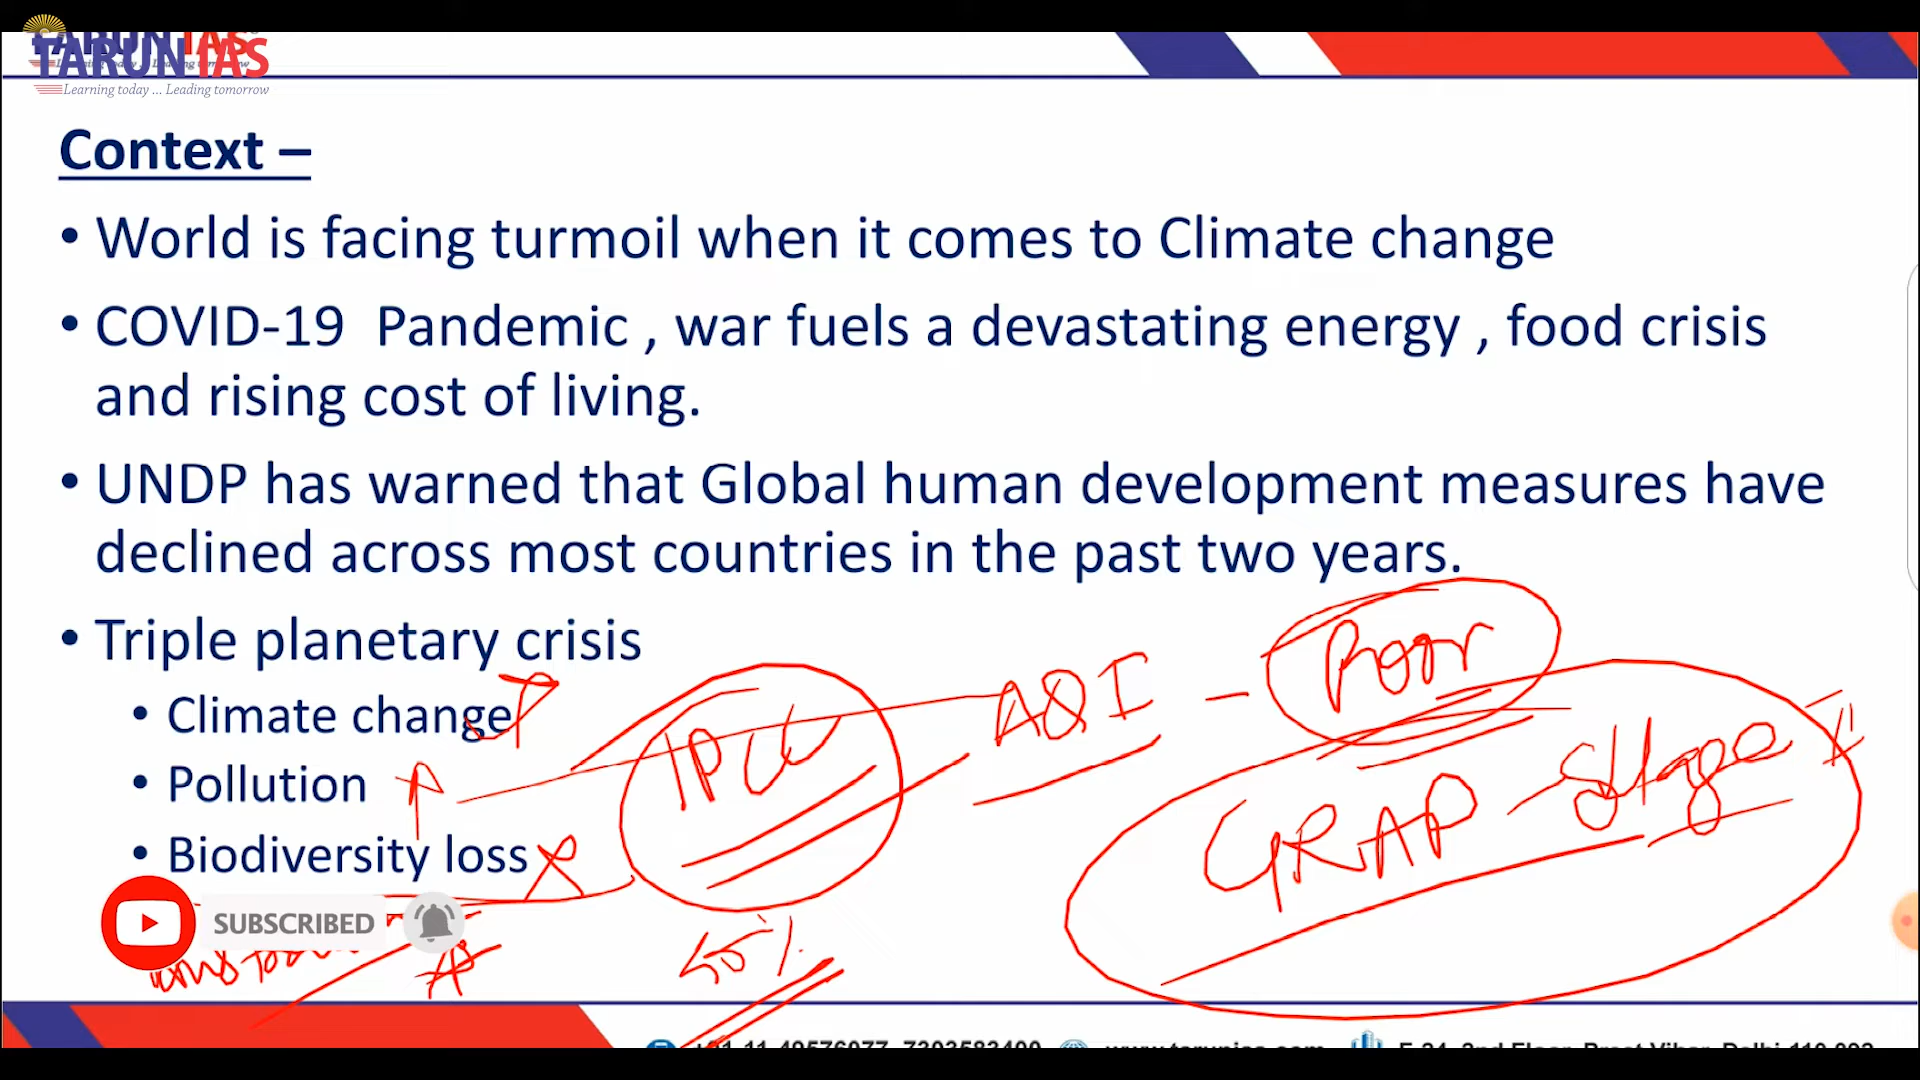 TARUN IAS
Learning today ... Leading tomorrow
Context –
• World is facing turmoil when it comes to Climate change
• COVID-19 Pandemic , war fuels a devastating energy , food crisis
and rising cost of living.
• UNDP has warned that Global human development measures have
declined across most countries in the past two years.
• Triple planetary crisis
• Climate change
• Pollution
• Biodiversity loss
IPCC
AQI – Poor
GRAP – Stage II
SUBSCRIBED